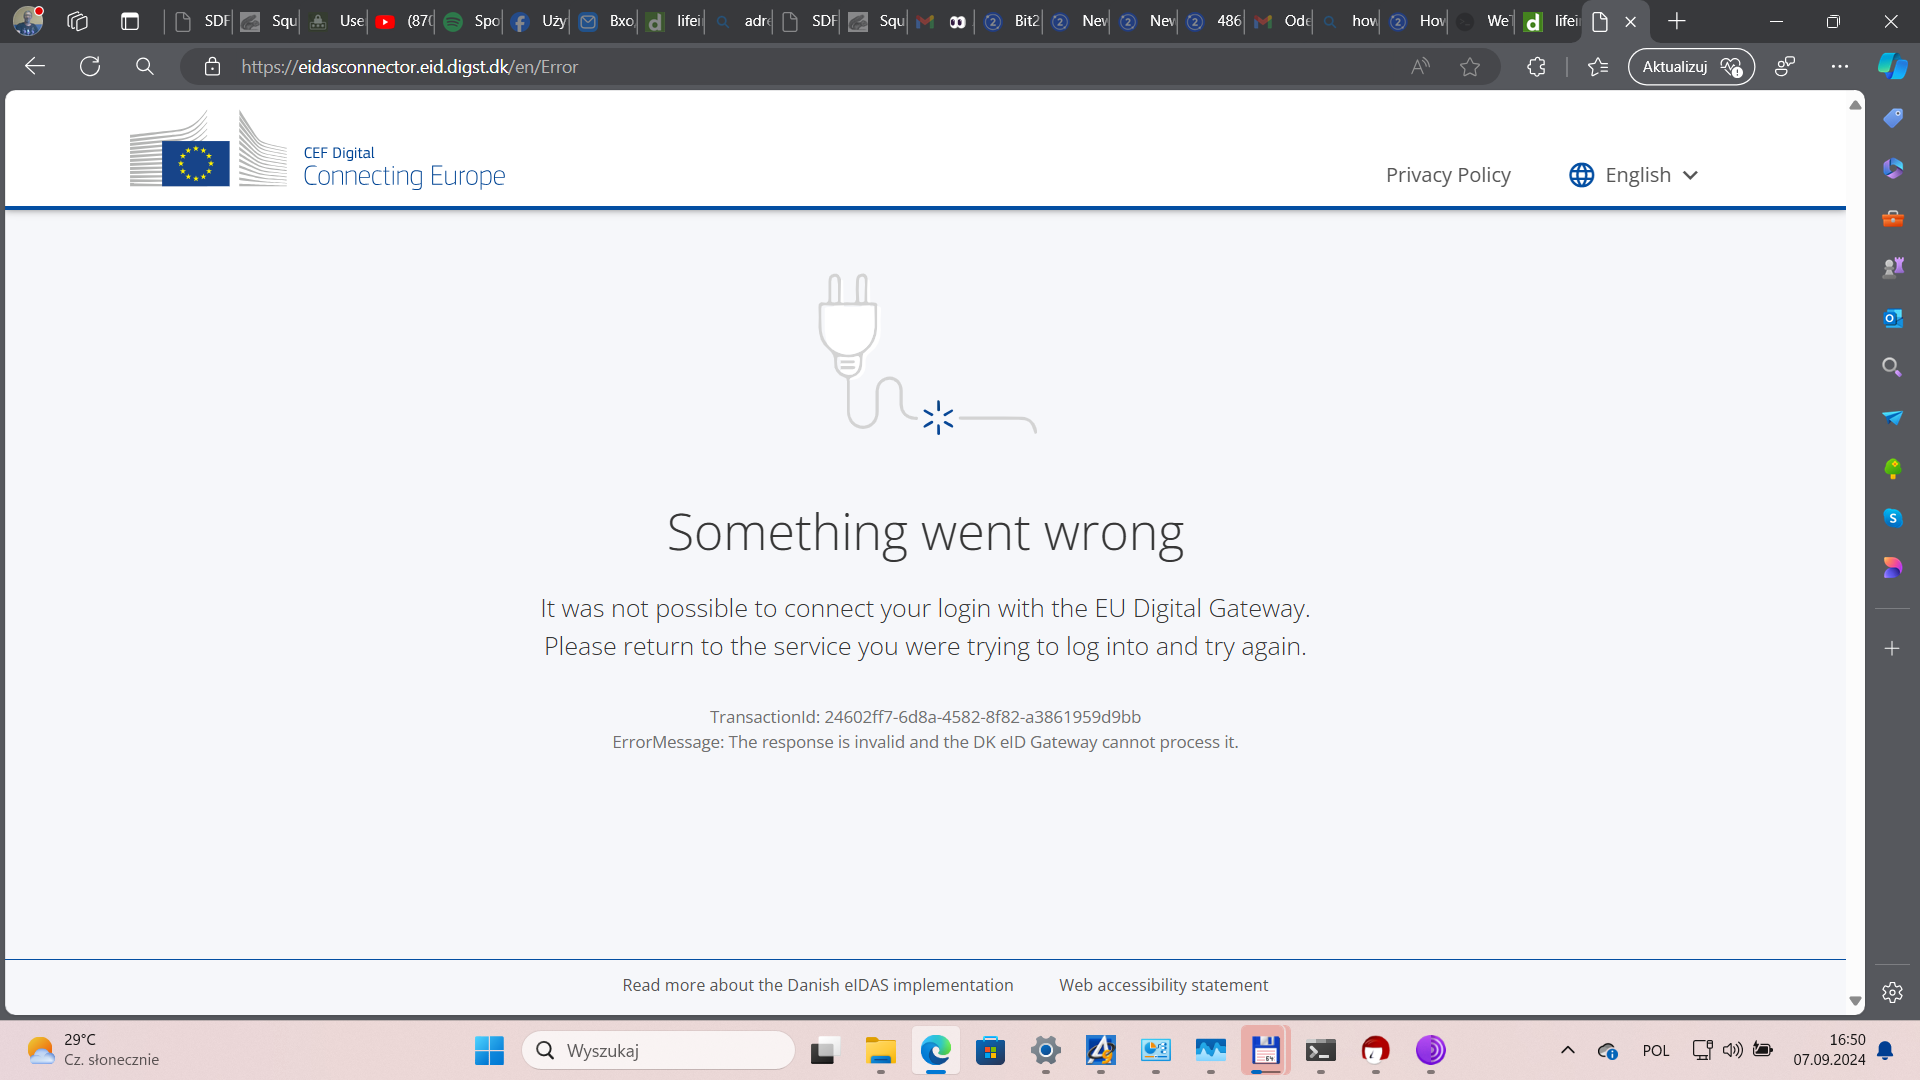 SDF
Squ
Use
(870
Spo
Uży
Bxo
lifein
adre
SDF
Squ
Bit2
New
New
486
Ode
how
How
WeT
lifein
https://eidasconnector.eid.digst.dk/en/Error
Aktualizuj
CEF Digital
Connecting Europe
Privacy Policy
English
Something went wrong
It was not possible to connect your login with the EU Digital Gateway.
Please return to the service you were trying to log into and try again.
TransactionId: 24602ff7-6d8a-4582-8f82-a3861959d9bb
ErrorMessage: The response is invalid and the DK eID Gateway cannot process it.
Read more about the Danish eIDAS implementation
Web accessibility statement
29°C
Cz. słonecznie
Wyszukaj
64
POL
16:50
07.09.2024